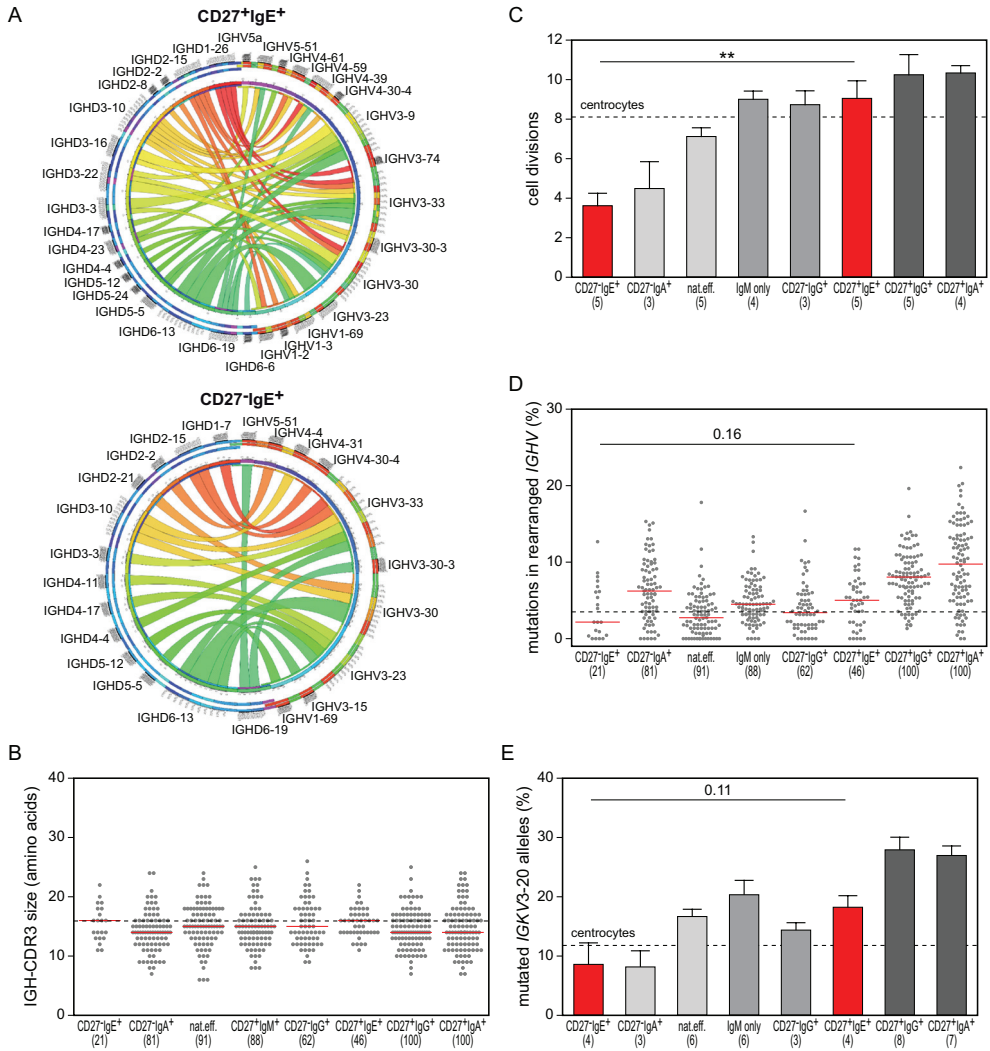 A
CD27+IgE+
IGHV5a
IGHV5-51
IGHV4-61
IGHV4-59
IGHV4-39
IGHV4-30-4
IGHV3-9
IGHV3-74
IGHV3-33
IGHV3-30-3
IGHV3-30
IGHV3-23
IGHV1-69
IGHV1-3
IGHV1-2
IGHD6-6
IGHD6-19
IGHD6-13
IGHD5-5
IGHD5-24
IGHD5-12
IGHD4-4
IGHD4-23
IGHD4-17
IGHD3-3
IGHD3-22
IGHD3-16
IGHD3-10
IGHD2-8
IGHD2-2
IGHD2-15
IGHD1-26
CD27-IgE+
IGHV5-51
IGHV4-4
IGHV4-31
IGHV4-30-4
IGHV3-33
IGHV3-30-3
IGHV3-30
IGHV3-23
IGHV3-15
IGHV1-69
IGHD6-19
IGHD6-13
IGHD5-5
IGHD5-12
IGHD4-4
IGHD4-17
IGHD4-11
IGHD3-3
IGHD3-10
IGHD2-21
IGHD2-2
IGHD2-15
IGHD1-7
B
IGH-CDR3 size (amino acids)
40
30
20
10
0
CD27-IgE+ CD27-IgA+ nat.eff. CD27+IgM+ CD27-IgG+ CD27+IgE+ CD27+IgG+ CD27+IgA+
(21) (81) (91) (88) (62) (46) (100) (100)
C
cell divisions
12
10
8
6
4
2
0
**
centrocytes
CD27-IgE+ CD27-IgA+ nat.eff. IgM only CD27-IgG+ CD27+IgE+ CD27+IgG+ CD27+IgA+
(5) (3) (5) (4) (3) (5) (5) (4)
D
mutations in rearranged IGHV (%)
30
20
10
0
0.16
CD27-IgE+ CD27-IgA+ nat.eff. IgM only CD27-IgG+ CD27+IgE+ CD27+IgG+ CD27+IgA+
(21) (81) (91) (88) (62) (46) (100) (100)
E
mutated IGKV3-20 alleles (%)
40
30
20
10
0
0.11
centrocytes
CD27-IgE+ CD27-IgA+ nat.eff. IgM only CD27-IgG+ CD27+IgE+ CD27+IgG+ CD27+IgA+
(4) (3) (6) (6) (3) (4) (8) (7)